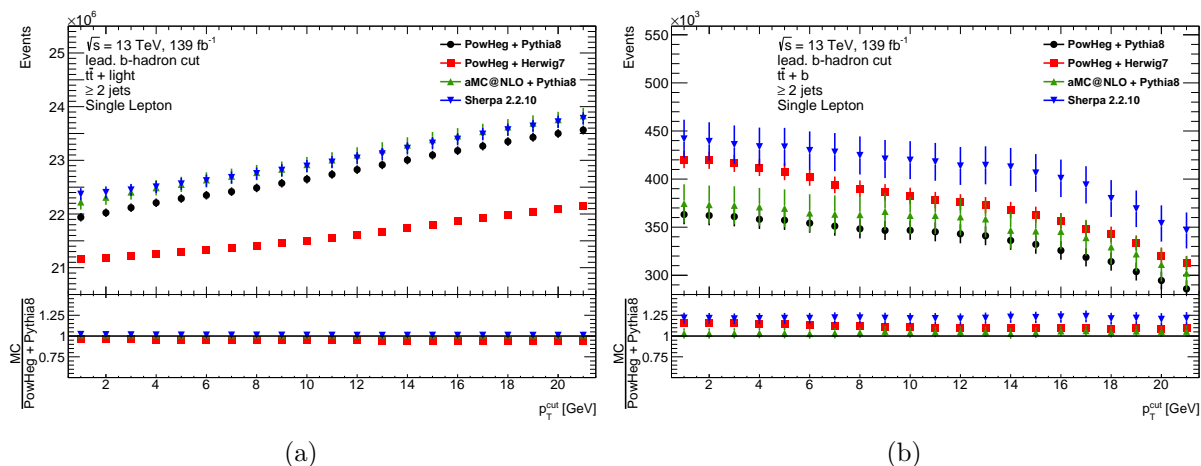 ×10⁶
Events
26
25
24
23
22
21
√s = 13 TeV, 139 fb⁻¹
lead. b-hadron cut
tt̄ + light
≥ 2 jets
Single Lepton
PowHeg + Pythia8
PowHeg + Herwig7
aMC@NLO + Pythia8
Sherpa 2.2.10
MC
PowHeg + Pythia8
1.25
1
0.75
2 4 6 8 10 12 14 16 18 20
p_T^cut [GeV]
(a)
×10³
Events
550
500
450
400
350
300
√s = 13 TeV, 139 fb⁻¹
lead. b-hadron cut
tt̄ + b
≥ 2 jets
Single Lepton
PowHeg + Pythia8
PowHeg + Herwig7
aMC@NLO + Pythia8
Sherpa 2.2.10
MC
PowHeg + Pythia8
1.25
1
0.75
2 4 6 8 10 12 14 16 18 20
p_T^cut [GeV]
(b)